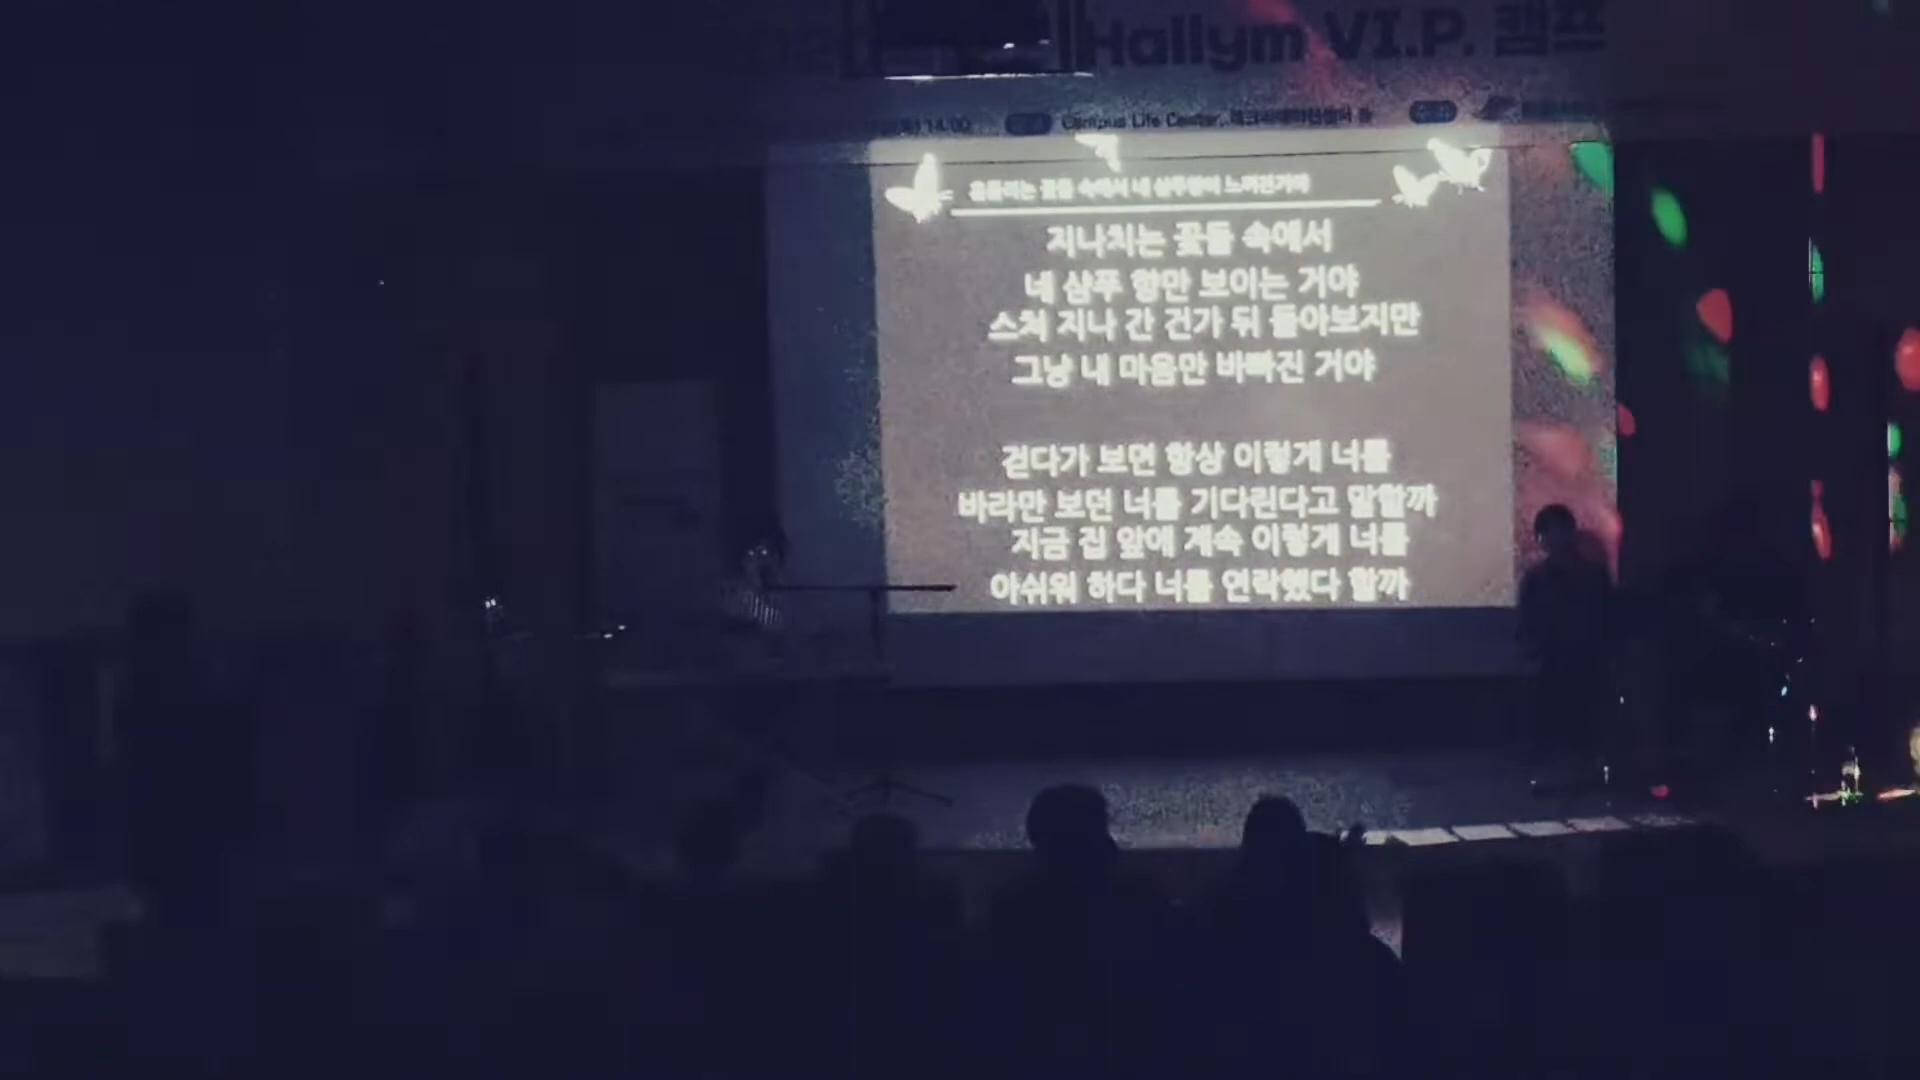 Hallym V.I.P. 캠프
14:00 Campus Life Center,
흔들리는 꽃들 속에서 네 샴푸향이 느껴진거야
지나치는 꽃들 속에서
네 샴푸 향만 보이는 거야
스쳐 지나 간 건가 뒤 돌아보지만
그냥 내 마음만 바빠진 거야
걷다가 보면 항상 이렇게 너를
바라만 보던 너를 기다린다고 말할까
지금 집 앞에 계속 이렇게 너를
아쉬워 하다 너를 연락했다 할까